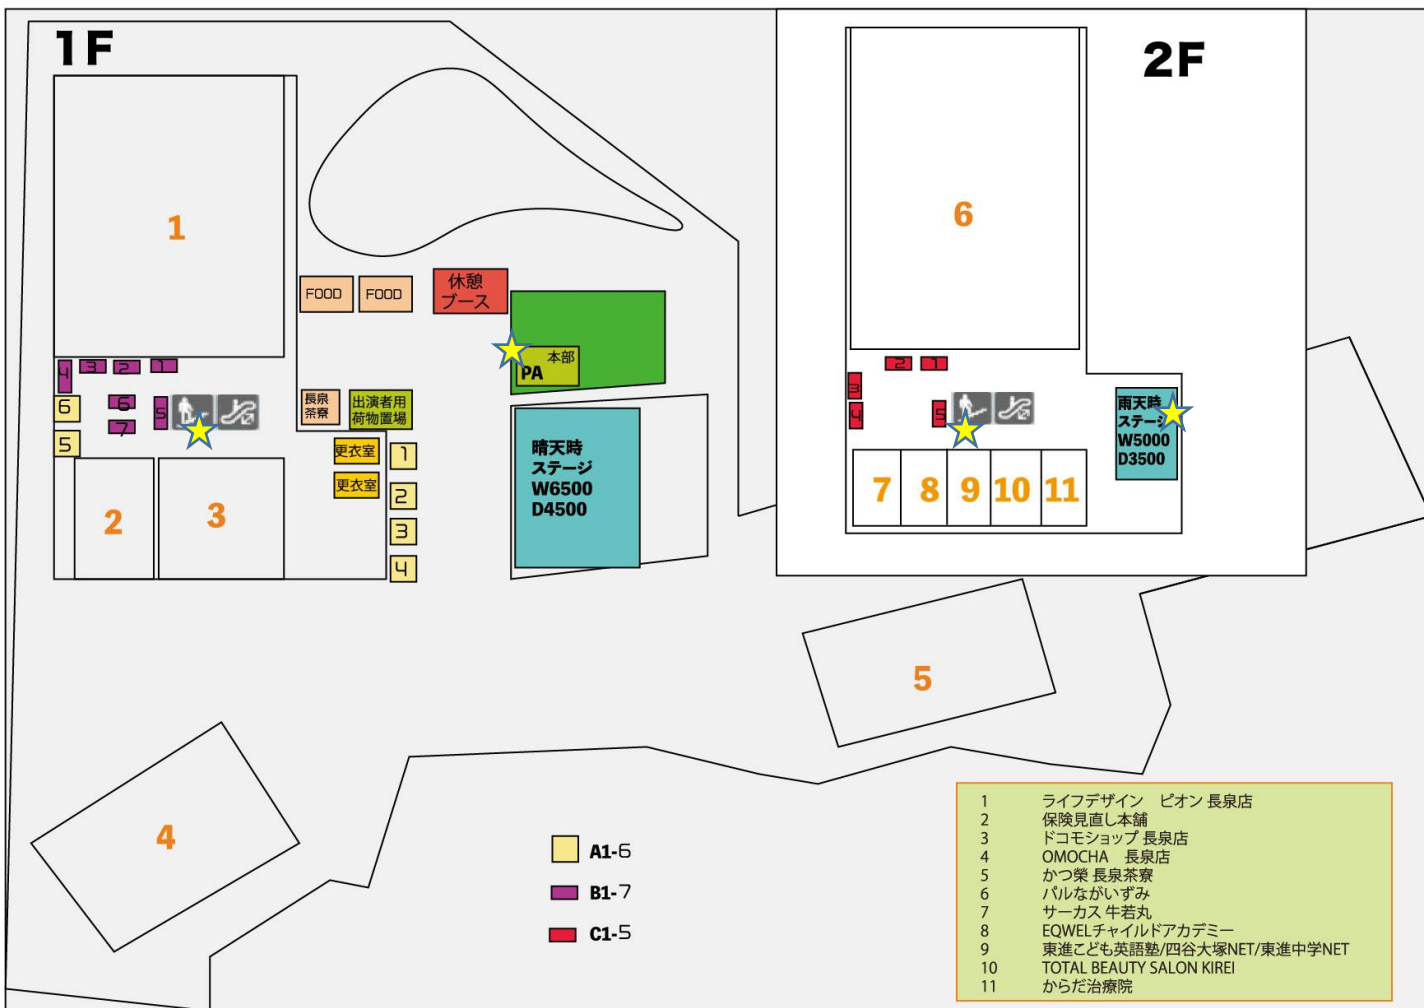 1F
2F
1
6
FOOD
FOOD
休憩
ブース
本部
PA
4
3
2
1
6
5
6
7
5
長泉
茶寮
出演者用
荷物置場
更衣室
更衣室
1
2
3
4
2
3
晴天時
ステージ
W6500
D4500
2
1
3
4
5
雨天時
ステージ
W5000
D3500
7
8
9
10
11
5
4
A1-6
B1-7
C1-5
1 ライフデザイン ピオン 長泉店
2 保険見直し本舗
3 ドコモショップ 長泉店
4 OMOCHA 長泉店
5 かつ榮 長泉茶寮
6 パルながいずみ
7 サーカス 牛若丸
8 EQWELチャイルドアカデミー
9 東進こども英語塾/四谷大塚NET/東進中学NET
10 TOTAL BEAUTY SALON KIREI
11 からだ治療院